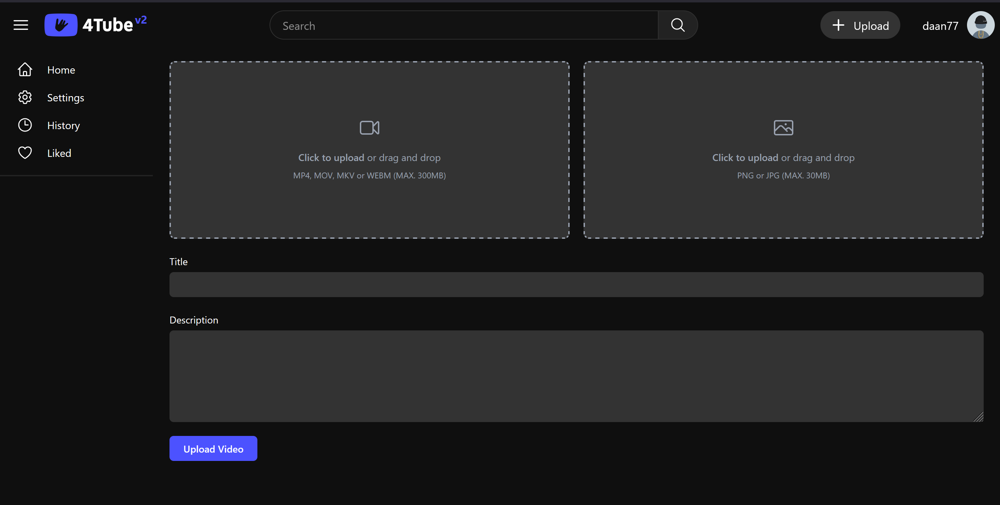 4Tube v2
Search
Upload
daan77
Home
Settings
History
Liked
Click to upload or drag and drop
MP4, MOV, MKV or WEBM (MAX. 300MB)
Click to upload or drag and drop
PNG or JPG (MAX. 30MB)
Title
Description
Upload Video